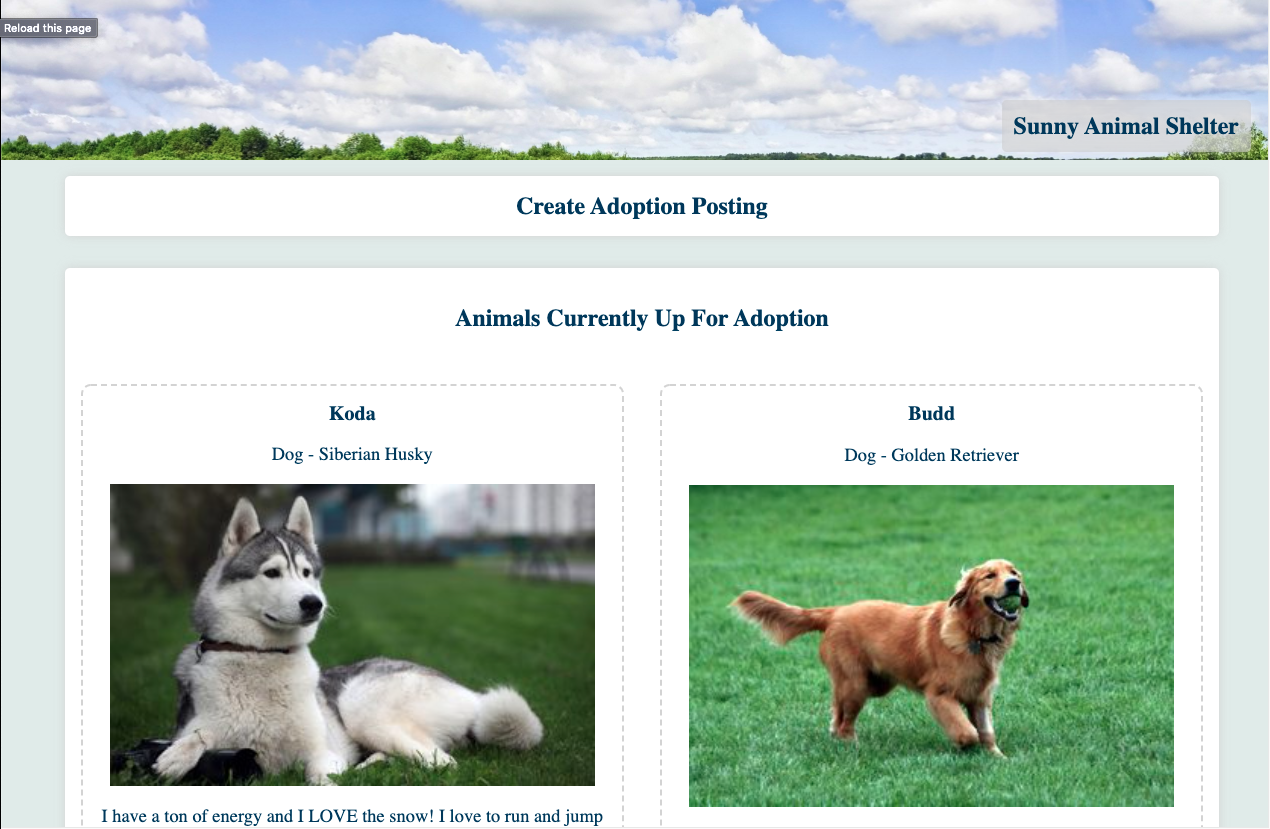 Reload this page
Sunny Animal Shelter
Create Adoption Posting
Animals Currently Up For Adoption
Koda
Dog - Siberian Husky
Budd
Dog - Golden Retriever
I have a ton of energy and I LOVE the snow! I love to run and jump